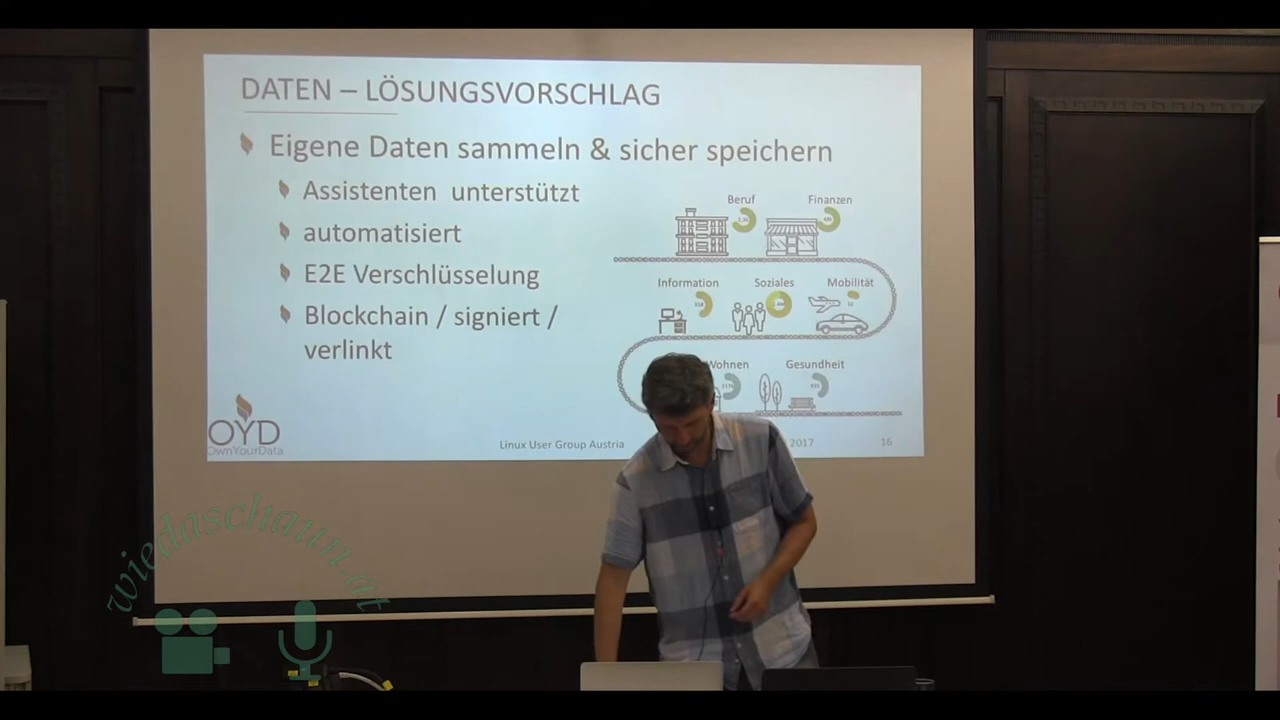 DATEN – LÖSUNGSVORSCHLAG
Eigene Daten sammeln & sicher speichern
Assistenten unterstützt
automatisiert
E2E Verschlüsselung
Blockchain / signiert /
verlinkt
Beruf
Finanzen
Information
Soziales
Mobilität
Wohnen
Gesundheit
OYD
OwnYourData
Linux User Group Austria
2017
16
wiedaschaun.at